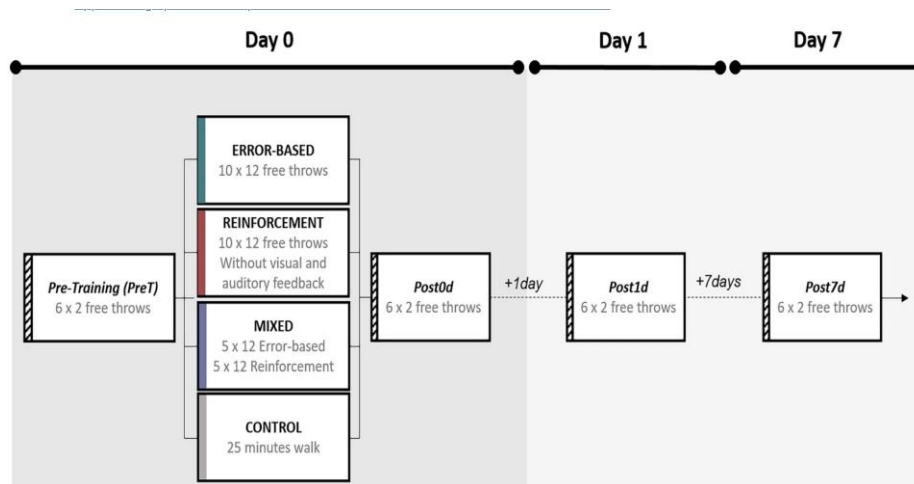 Day 0
Day 1
Day 7
ERROR-BASED
10 x 12 free throws
REINFORCEMENT
10 x 12 free throws
Without visual and
auditory feedback
Pre-Training (PreT)
6 x 2 free throws
MIXED
5 x 12 Error-based
5 x 12 Reinforcement
CONTROL
25 minutes walk
Post0d
6 x 2 free throws
+1day
Post1d
6 x 2 free throws
+7days
Post7d
6 x 2 free throws